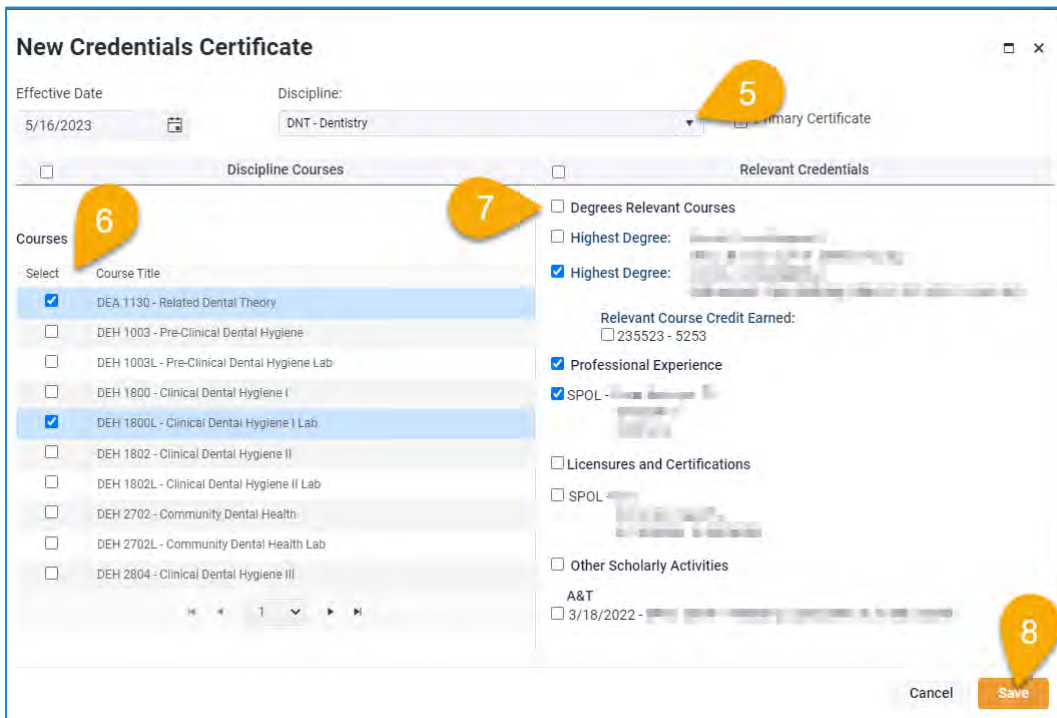 New Credentials Certificate
Effective Date
Discipline:
5
5/16/2023
DNT - Dentistry
Primary Certificate
Discipline Courses
Relevant Credentials
6
7
Degrees Relevant Courses
Courses
Highest Degree:
Select Course Title
Highest Degree:
DEA 1130 - Related Dental Theory
Relevant Course Credit Earned:
DEH 1003 - Pre-Clinical Dental Hygiene
235523 - 5253
DEH 1003L - Pre-Clinical Dental Hygiene Lab
Professional Experience
DEH 1800 - Clinical Dental Hygiene I
SPOL -
DEH 1800L - Clinical Dental Hygiene I Lab
DEH 1802 - Clinical Dental Hygiene II
Licensures and Certifications
DEH 1802L - Clinical Dental Hygiene II Lab
SPOL -
DEH 2702 - Community Dental Health
DEH 2702L - Community Dental Health Lab
Other Scholarly Activities
DEH 2804 - Clinical Dental Hygiene III
A&T
1
3/18/2022 -
8
Cancel
Save